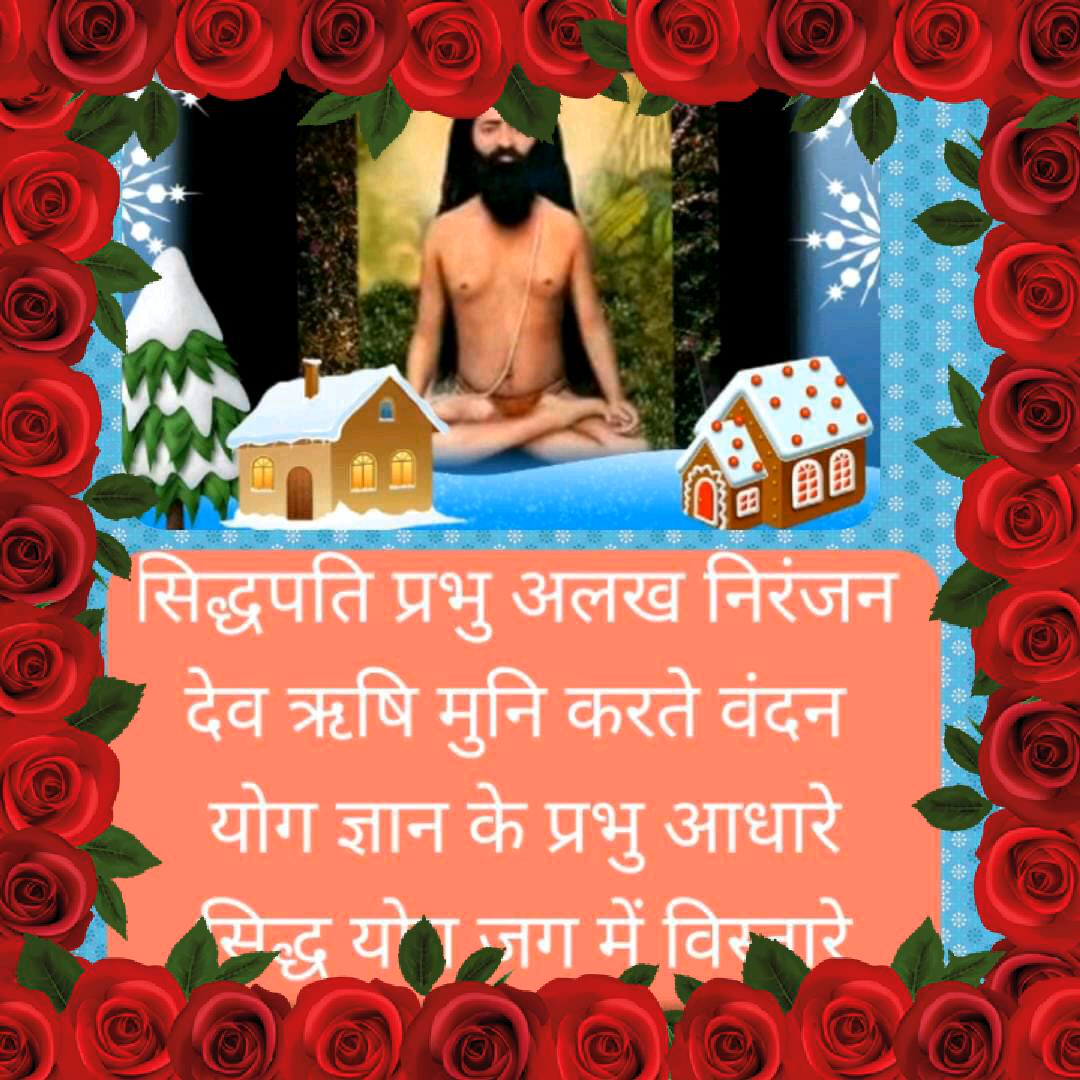 सिद्धपति प्रभु अलख निरंजन
देव ऋषि मुनि करते वंदन
योग ज्ञान के प्रभु आधारे
सिद्ध योग जग में विस्तारे